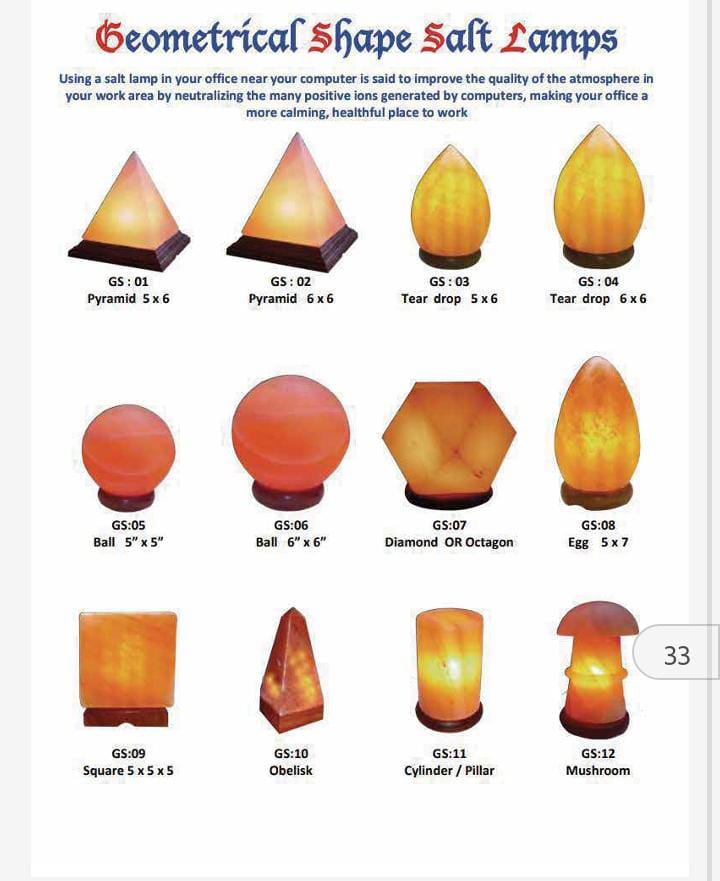 Geometrical Shape Salt Lamps
Using a salt lamp in your office near your computer is said to improve the quality of the atmosphere in
your work area by neutralizing the many positive ions generated by computers, making your office a
more calming, healthful place to work
GS : 01
Pyramid 5 x 6
GS : 02
Pyramid 6 x 6
GS : 03
Tear drop 5 x 6
GS : 04
Tear drop 6 x 6
GS:05
Ball 5” x 5”
GS:06
Ball 6” x 6”
GS:07
Diamond OR Octagon
GS:08
Egg 5 x 7
33
GS:09
Square 5 x 5 x 5
GS:10
Obelisk
GS:11
Cylinder / Pillar
GS:12
Mushroom